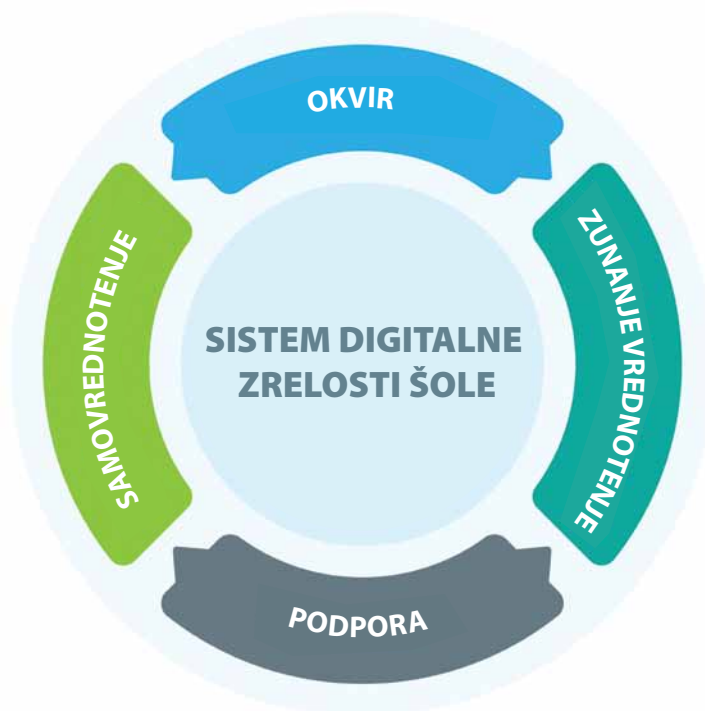 OKVIR
ZUNANJE VREDNOTENJE
SAMOVREDNOTENJE
SISTEM DIGITALNE
ZRELOSTI ŠOLE
PODPORA